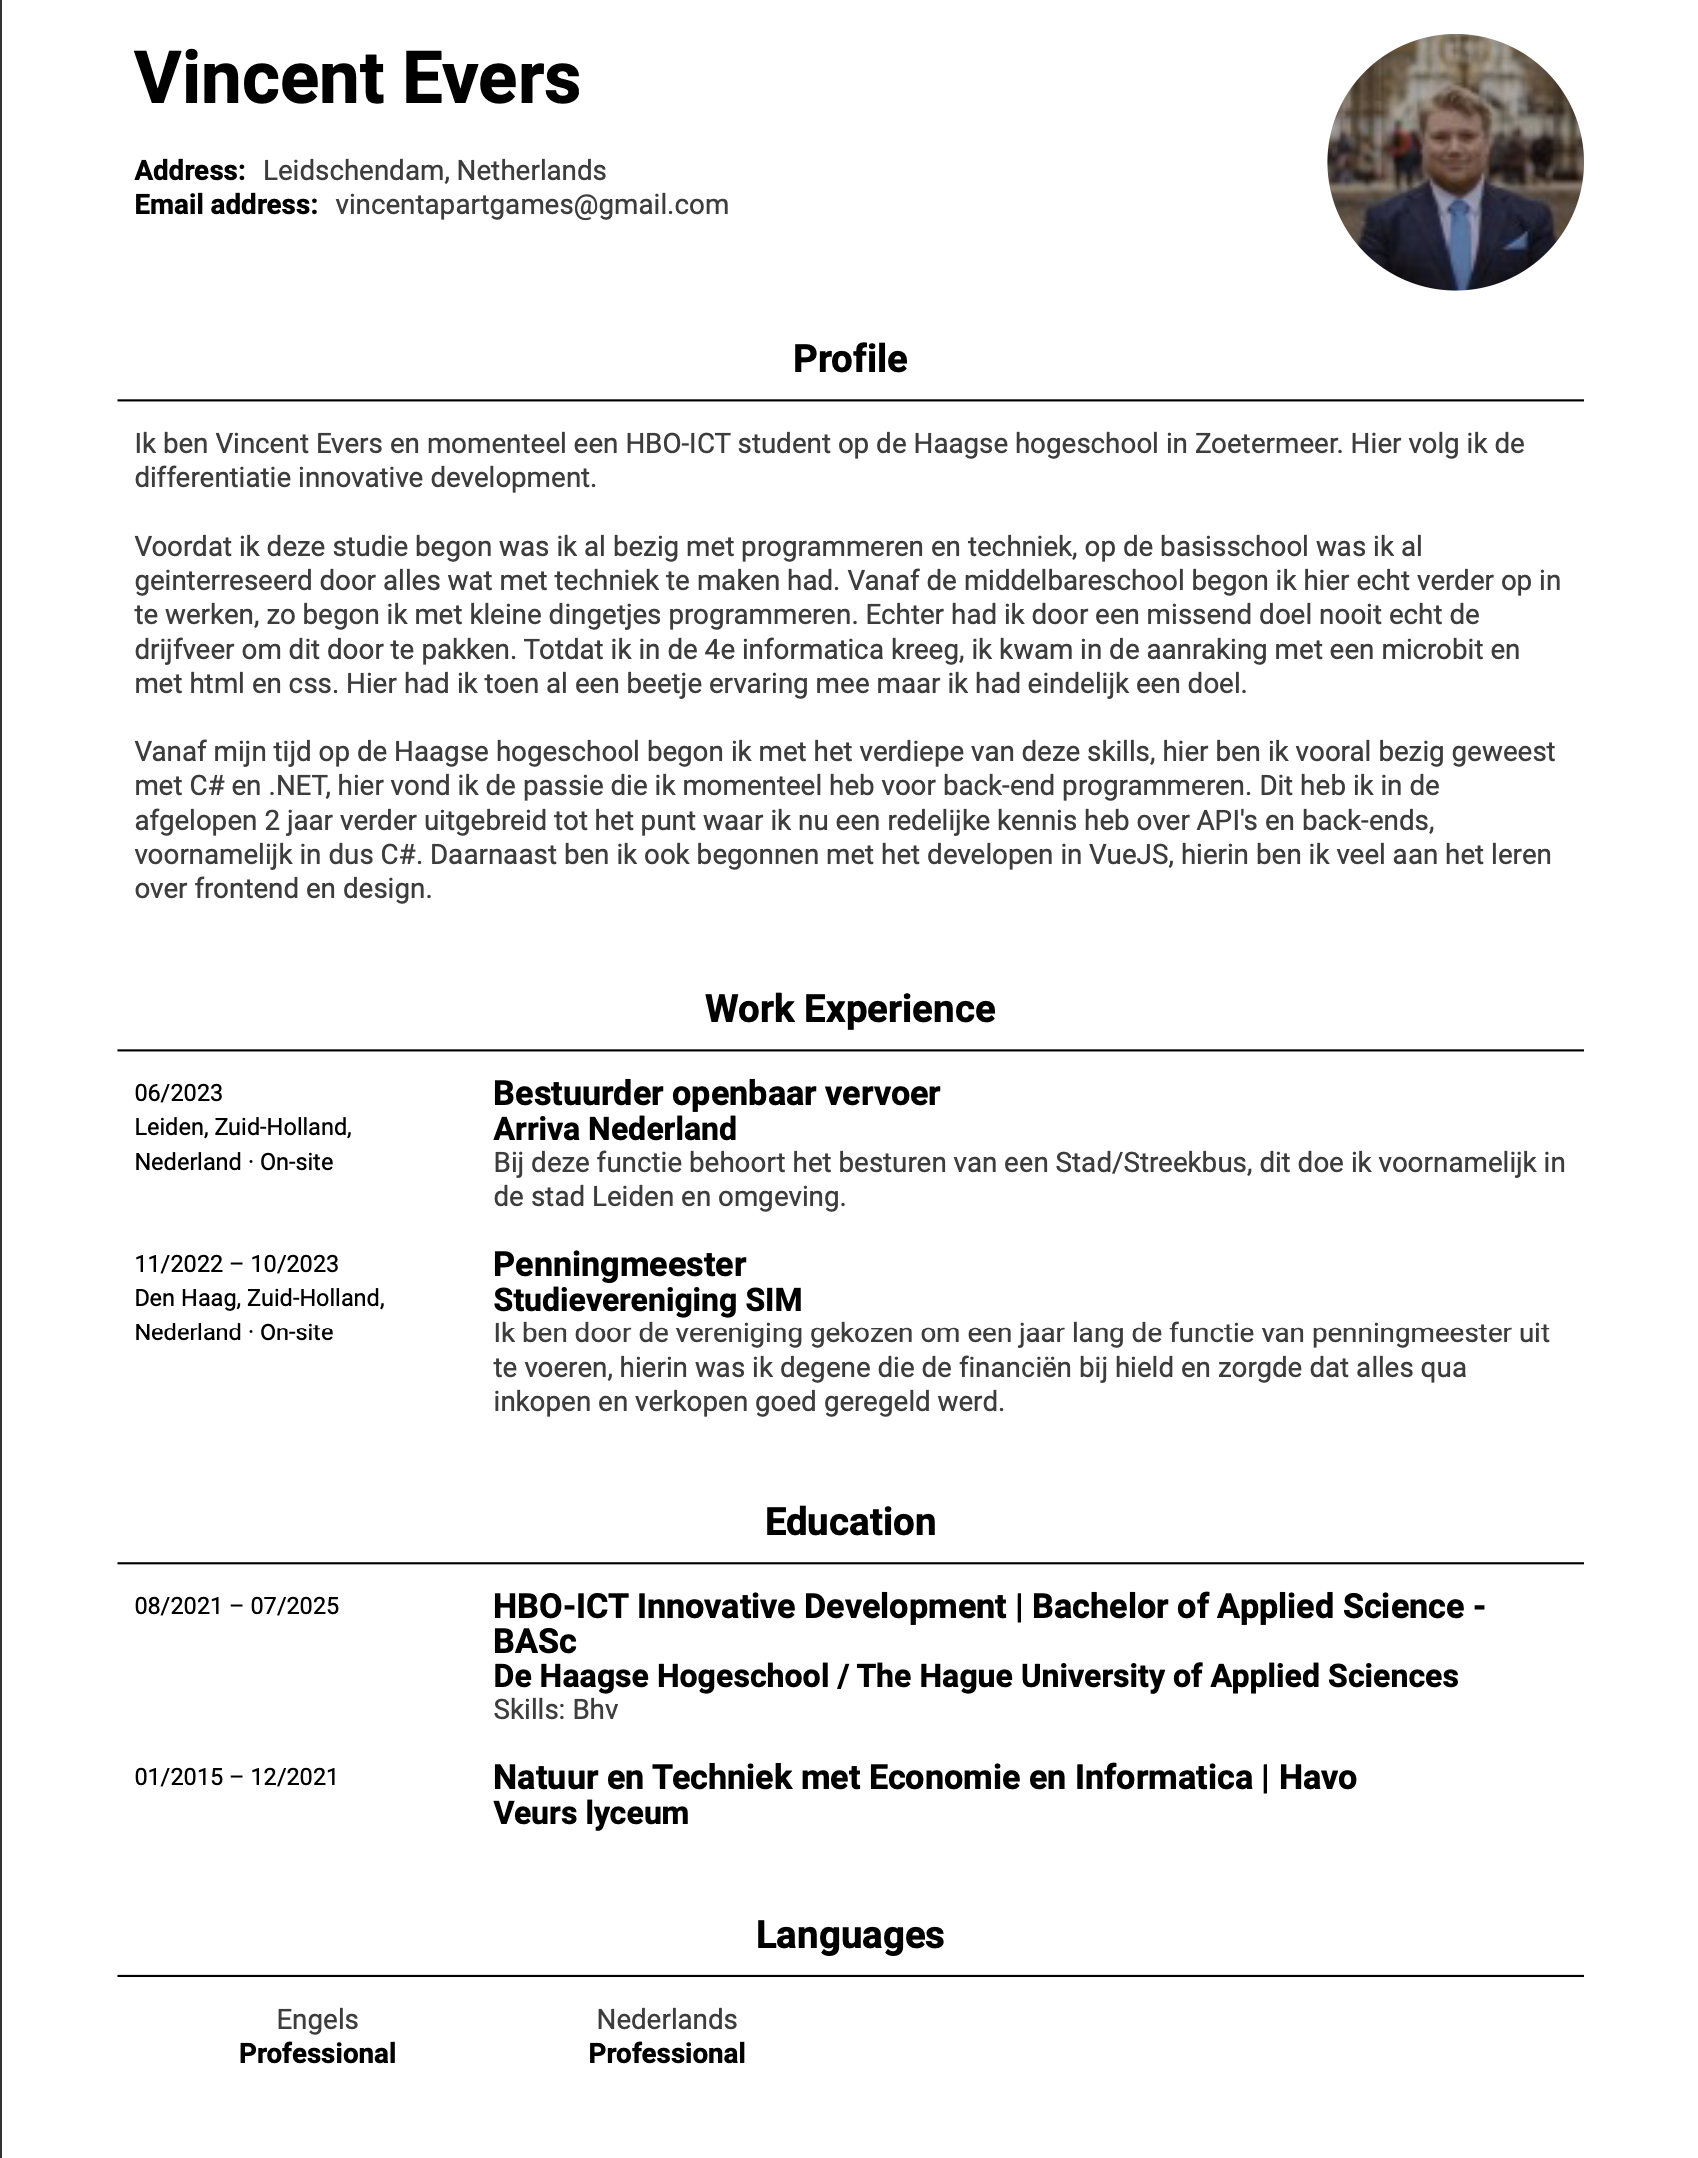 Vincent Evers
Address: Leidschendam, Netherlands
Email address: vincentapartgames@gmail.com
Profile
Ik ben Vincent Evers en momenteel een HBO-ICT student op de Haagse hogeschool in Zoetermeer. Hier volg ik de
differentiatie innovative development.
Voordat ik deze studie begon was ik al bezig met programmeren en techniek, op de basisschool was ik al
geinterreseerd door alles wat met techniek te maken had. Vanaf de middelbareschool begon ik hier echt verder op in
te werken, zo begon ik met kleine dingetjes programmeren. Echter had ik door een missend doel nooit echt de
drijfveer om dit door te pakken. Totdat ik in de 4e informatica kreeg, ik kwam in de aanraking met een microbit en
met html en css. Hier had ik toen al een beetje ervaring mee maar ik had eindelijk een doel.
Vanaf mijn tijd op de Haagse hogeschool begon ik met het verdiepe van deze skills, hier ben ik vooral bezig geweest
met C# en .NET, hier vond ik de passie die ik momenteel heb voor back-end programmeren. Dit heb ik in de
afgelopen 2 jaar verder uitgebreid tot het punt waar ik nu een redelijke kennis heb over API's en back-ends,
voornamelijk in dus C#. Daarnaast ben ik ook begonnen met het developen in VueJS, hierin ben ik veel aan het leren
over frontend en design.
Work Experience
06/2023
Leiden, Zuid-Holland,
Nederland · On-site
Bestuurder openbaar vervoer
Arriva Nederland
Bij deze functie behoort het besturen van een Stad/Streekbus, dit doe ik voornamelijk in
de stad Leiden en omgeving.
11/2022 – 10/2023
Den Haag, Zuid-Holland,
Nederland · On-site
Penningmeester
Studievereniging SIM
Ik ben door de vereniging gekozen om een jaar lang de functie van penningmeester uit
te voeren, hierin was ik degene die de financiën bij hield en zorgde dat alles qua
inkopen en verkopen goed geregeld werd.
Education
08/2021 – 07/2025
HBO-ICT Innovative Development | Bachelor of Applied Science -
BASc
De Haagse Hogeschool / The Hague University of Applied Sciences
Skills: Bhv
01/2015 – 12/2021
Natuur en Techniek met Economie en Informatica | Havo
Veurs lyceum
Languages
Engels
Professional
Nederlands
Professional